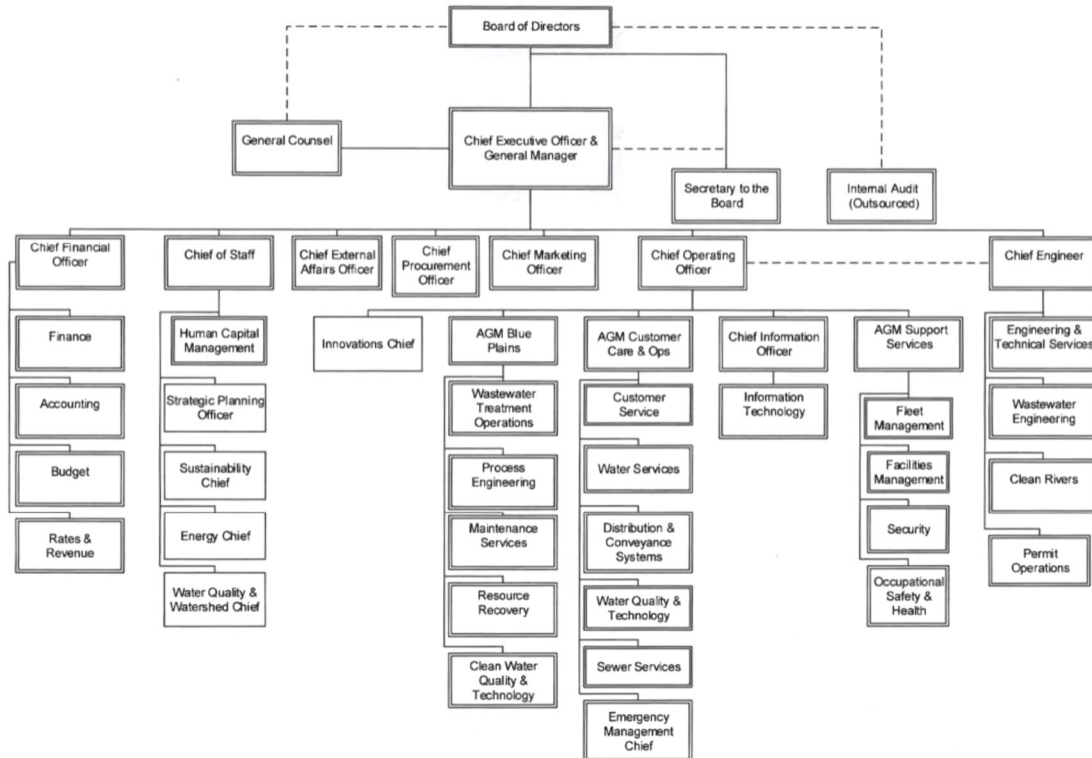 Board of Directors
General Counsel
Chief Executive Officer &
General Manager
Secretary to the
Board
Internal Audit
(Outsourced)
Chief Financial
Officer
Chief of Staff
Chief External
Affairs Officer
Chief
Procurement
Officer
Chief Marketing
Officer
Chief Operating
Officer
Chief Engineer
Finance
Accounting
Budget
Rates &
Revenue
Human Capital
Management
Strategic Planning
Officer
Sustainability
Chief
Energy Chief
Water Quality &
Watershed Chief
Innovations Chief
AGM Blue
Plains
Wastewater
Treatment
Operations
Process
Engineering
Maintenance
Services
Resource
Recovery
Clean Water
Quality &
Technology
AGM Customer
Care & Ops
Customer
Service
Water Services
Distribution &
Conveyance
Systems
Water Quality &
Technology
Sewer Services
Emergency
Management
Chief
Chief Information
Officer
Information
Technology
AGM Support
Services
Fleet
Management
Facilities
Management
Security
Occupational
Safety &
Health
Engineering &
Technical Services
Wastewater
Engineering
Clean Rivers
Permit
Operations